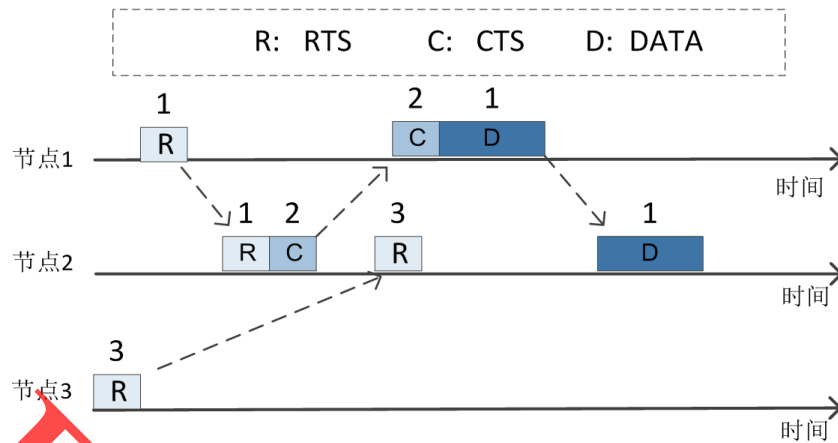 R: RTS C: CTS D: DATA
1 2 1
R C D
节点1
时间
1 2 3 1
R C R D
节点2
时间
3
R
节点3
时间